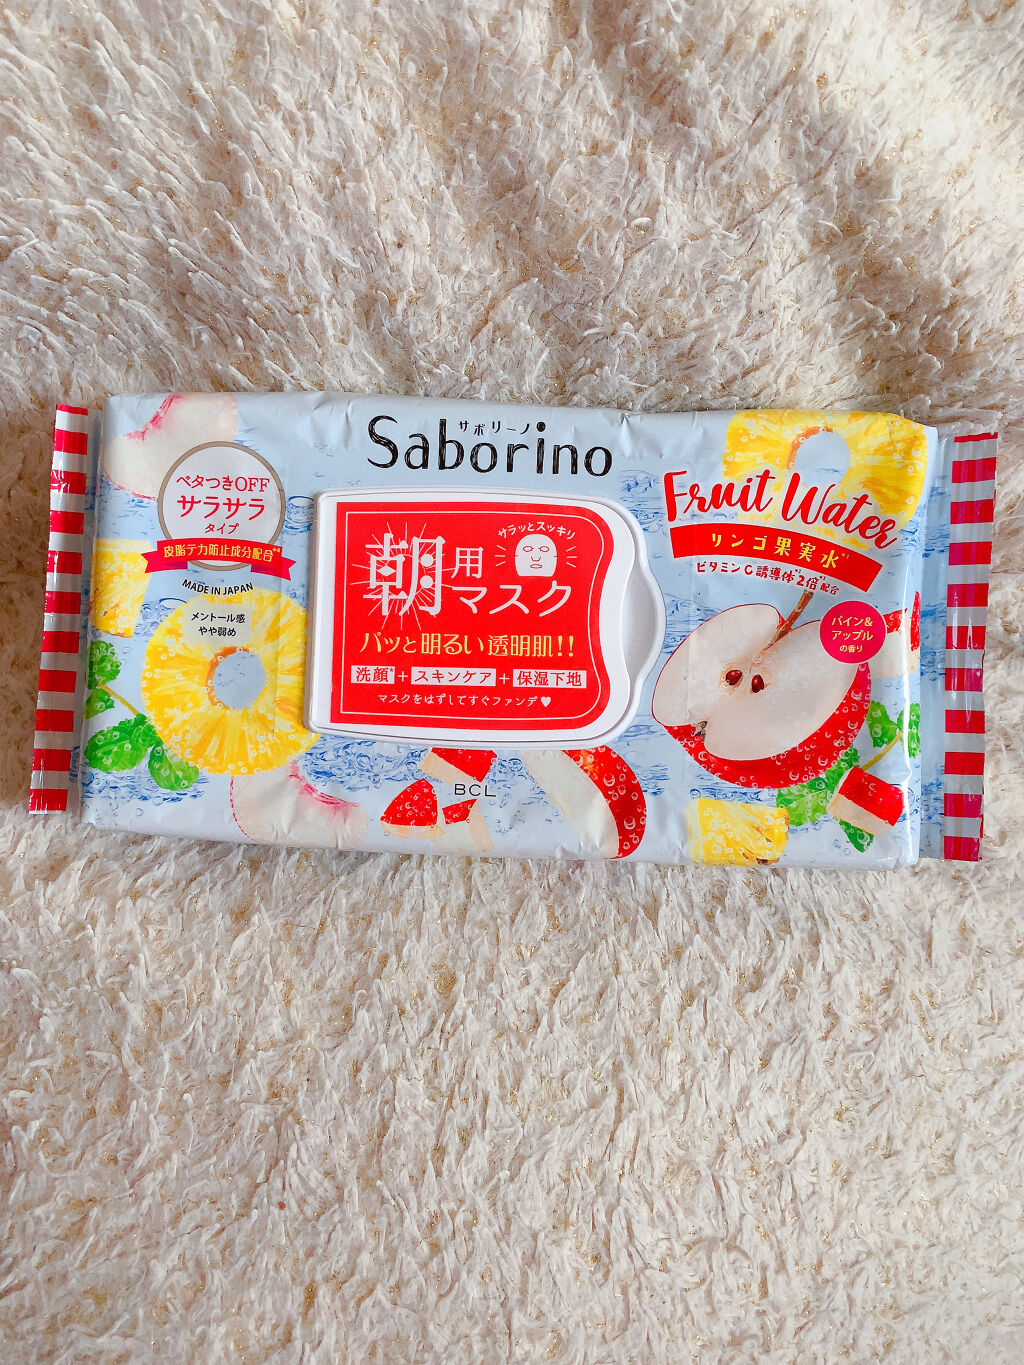 サボリーノ
Saborino
ベタつきOFF
サラサラ
タイプ
皮脂テカ防止成分配合*4
MADE IN JAPAN
メントール感
やや弱め
サラッとスッキリ
朝用
マスク
パッと明るい透明肌!!
洗顔*1+スキンケア+保湿下地
マスクをはずしてすぐファンデ♥
BCL
Fruit Water
リンゴ果実水*1
ビタミンC誘導体*2 2倍*3配合
パイン&
アップル
の香り